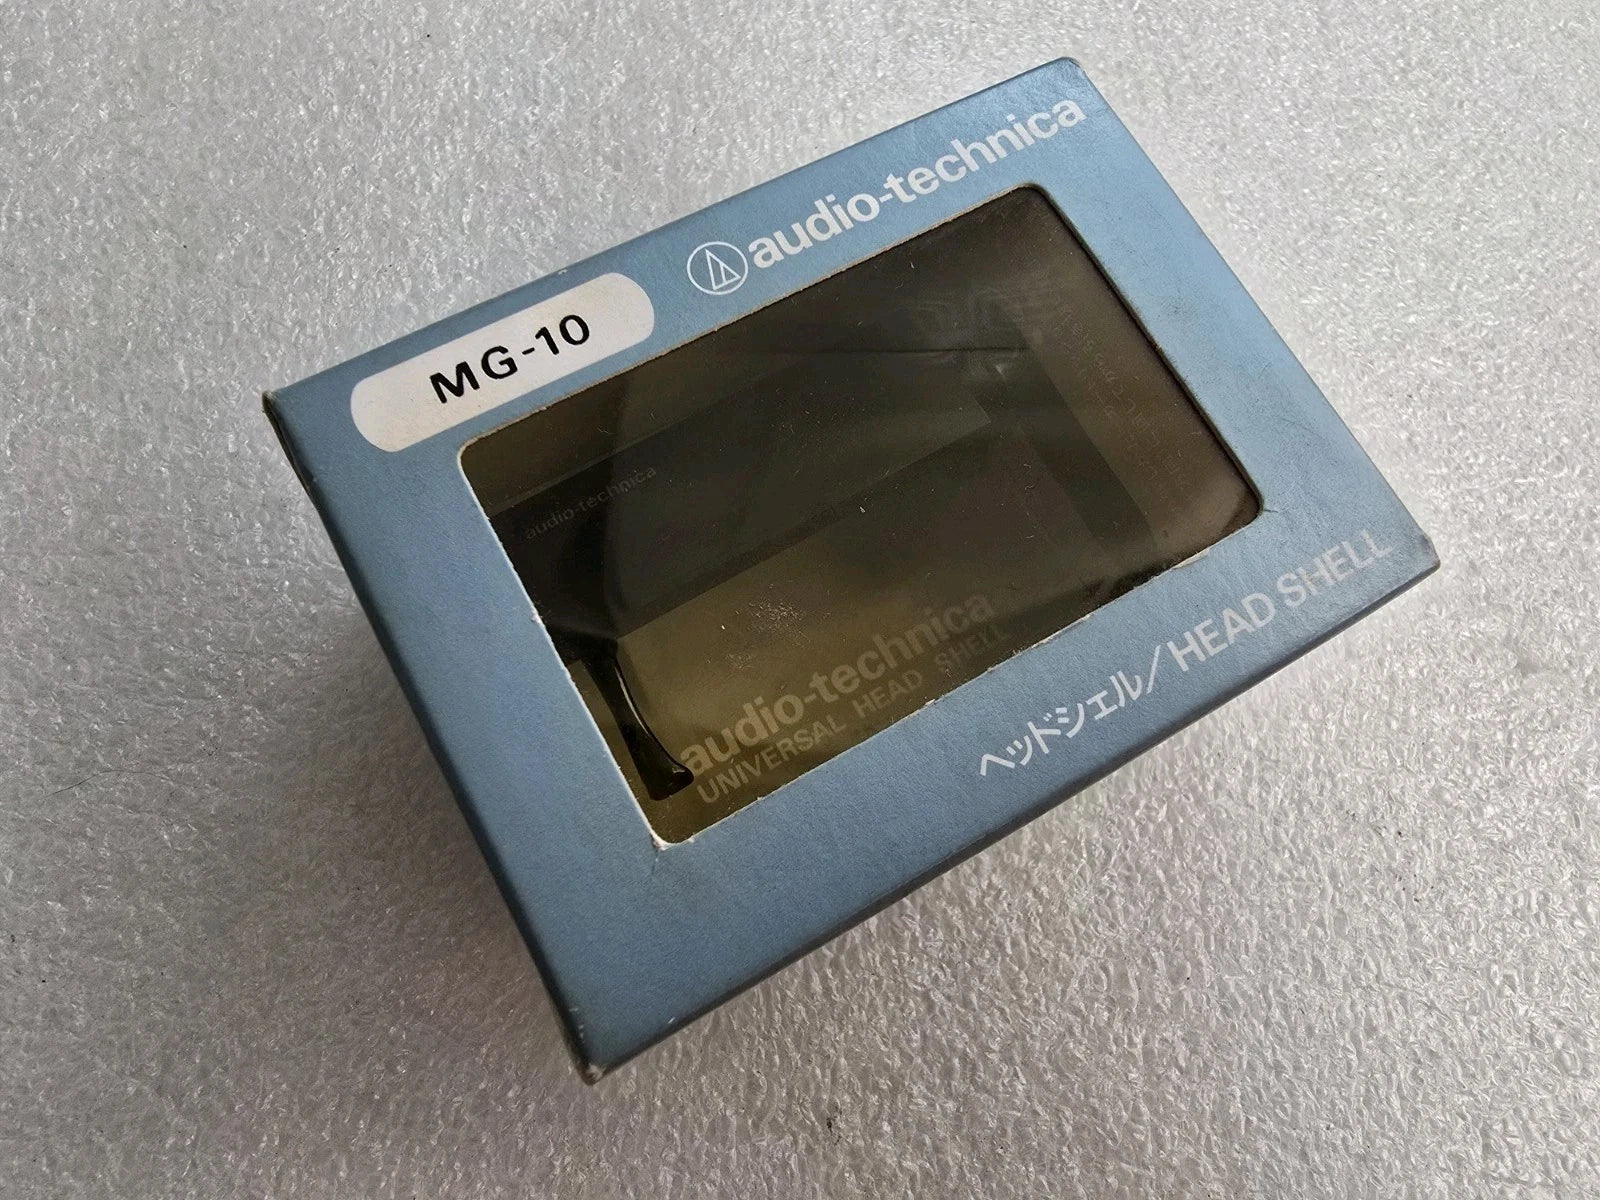 audio-technica
MG-10
audio-technica
audio-technica
UNIVERSAL HEAD SHELL
ヘッドシェル/HEAD SHELL